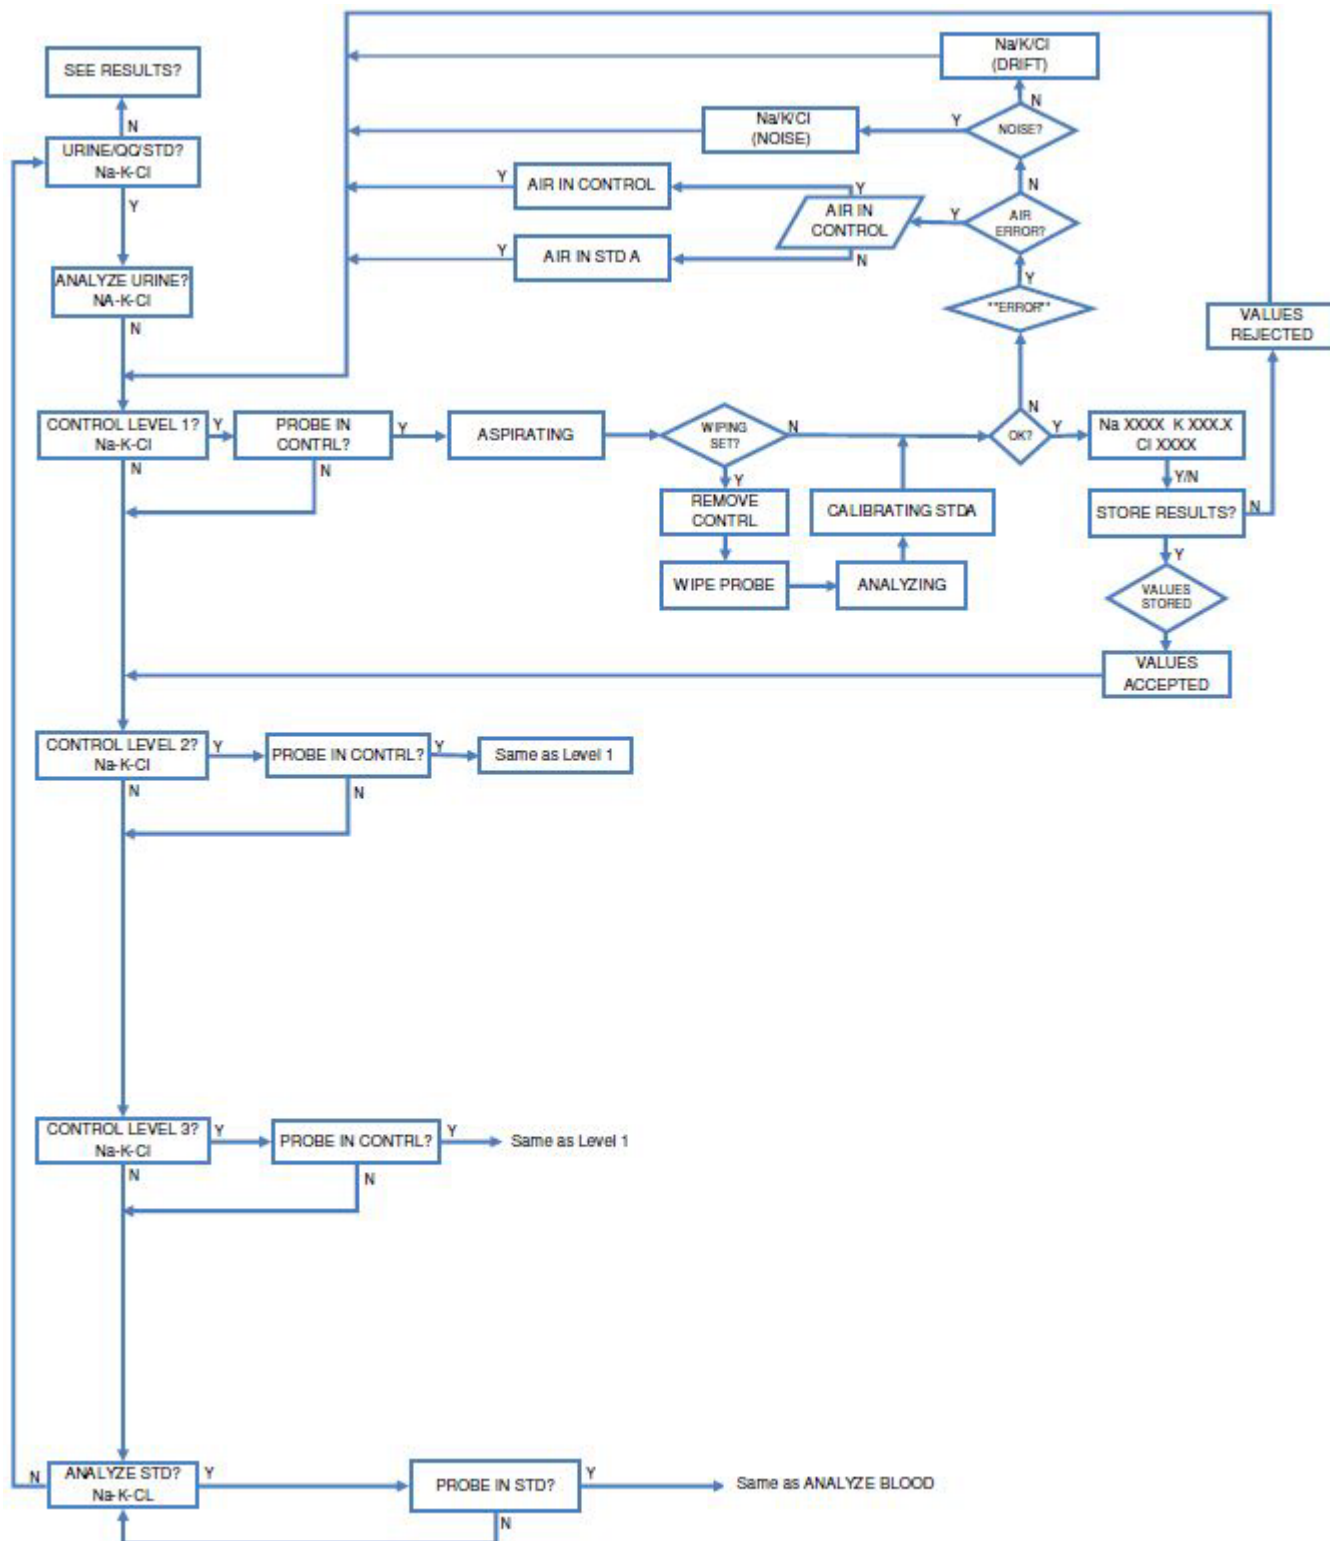 Na/K/Cl
(DRIFT)
N
SEE RESULTS?
N
Na/K/Cl
(NOISE)
Y
NOISE?
URINE/QC/STD?
Na-K-Cl
N
Y
AIR IN CONTROL
Y
AIR IN
CONTROL
Y
AIR
ERROR?
Y
Y
AIR IN STD A
N
Y
ANALYZE URINE?
NA-K-Cl
**ERROR**
N
VALUES
REJECTED
N
CONTROL LEVEL 1?
Na-K-Cl
Y
PROBE IN
CONTRL?
Y
ASPIRATING
WIPING
SET?
N
OK?
Y
Na XXXX K XXX.X
Cl XXXX
N
N
Y
Y/N
REMOVE
CONTRL
CALIBRATING STDA
STORE RESULTS?
N
Y
WIPE PROBE
ANALYZING
VALUES
STORED
VALUES
ACCEPTED
CONTROL LEVEL 2?
Na-K-Cl
Y
PROBE IN CONTRL?
Y
Same as Level 1
N
N
CONTROL LEVEL 3?
Na-K-Cl
Y
PROBE IN CONTRL?
Y
Same as Level 1
N
N
N
ANALYZE STD?
Na-K-CL
Y
PROBE IN STD?
Y
Same as ANALYZE BLOOD
N